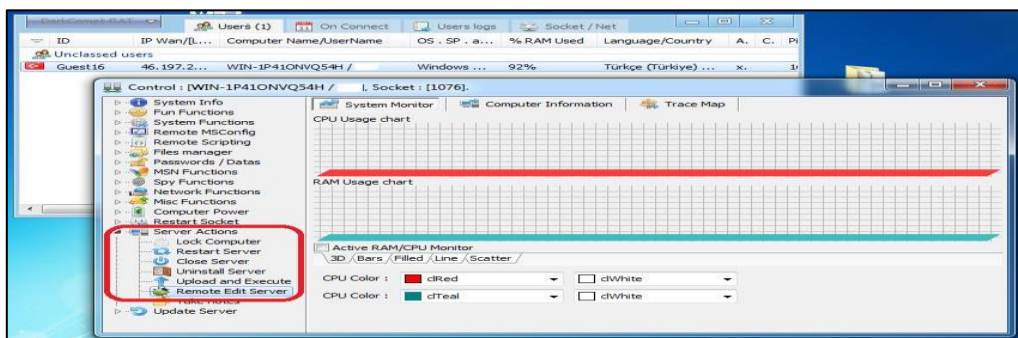 DarkComet-RAT Users (1) On Connect Users logs Socket / Net
ID IP Wan/[L... Computer Name/UserName OS . SP . a... % RAM Used Language/Country A. C. Pi
Unclassed users
Guest16 46.197.2... WIN-1P41ONVQ54H / Windows ... 92% Türkçe (Türkiye) ... x.
Control : [WIN-1P41ONVQ54H / ], Socket : [1076].
System Info
Fun Functions
System Functions
Remote MSConfig
Remote Scripting
Files manager
Passwords / Datas
MSN Functions
Spy Functions
Network Functions
Misc Functions
Computer Power
Restart Socket
Server Actions
Lock Computer
Restart Server
Close Server
Uninstall Server
Upload and Execute
Remote Edit Server
Take notes
Update Server
System Monitor Computer Information Trace Map
CPU Usage chart
RAM Usage chart
Active RAM/CPU Monitor
3D Bars Filled Line Scatter
CPU Color : clRed clWhite
CPU Color : clTeal clWhite